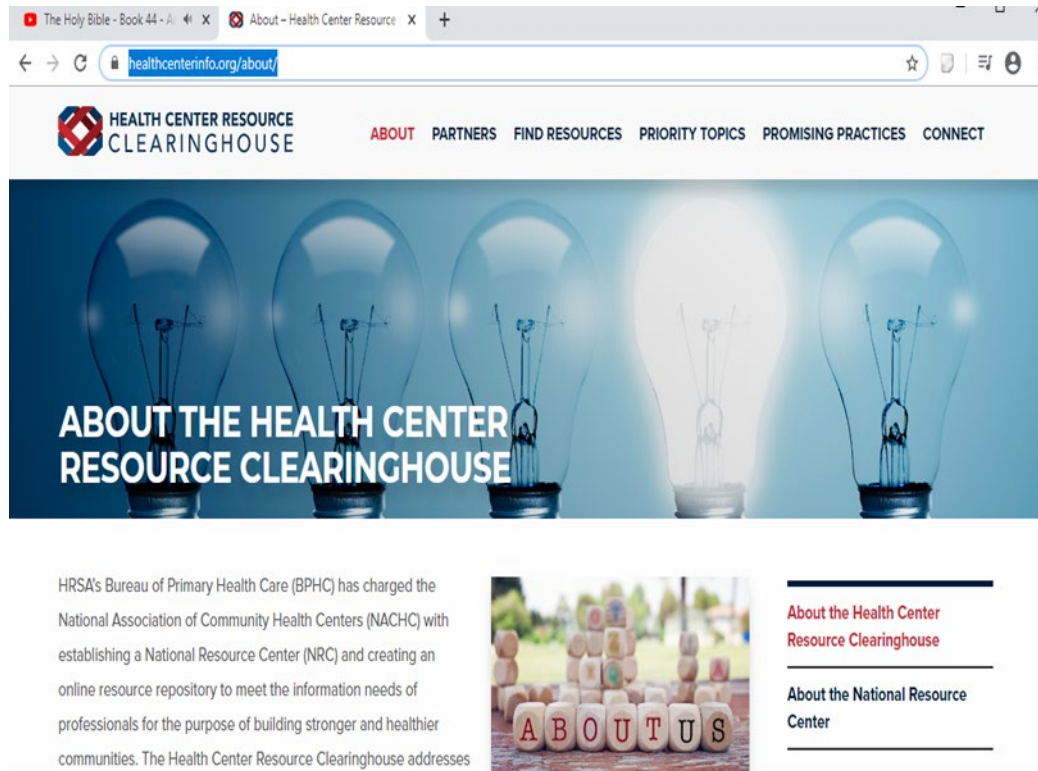 The Holy Bible - Book 44 - A
About – Health Center Resource
healthcenterinfo.org/about/
HEALTH CENTER RESOURCE
CLEARINGHOUSE
ABOUT PARTNERS FIND RESOURCES PRIORITY TOPICS PROMISING PRACTICES CONNECT
ABOUT THE HEALTH CENTER
RESOURCE CLEARINGHOUSE
HRSA's Bureau of Primary Health Care (BPHC) has charged the
National Association of Community Health Centers (NACHC) with
establishing a National Resource Center (NRC) and creating an
online resource repository to meet the information needs of
professionals for the purpose of building stronger and healthier
communities. The Health Center Resource Clearinghouse addresses
ABOUT US
About the Health Center
Resource Clearinghouse
About the National Resource
Center